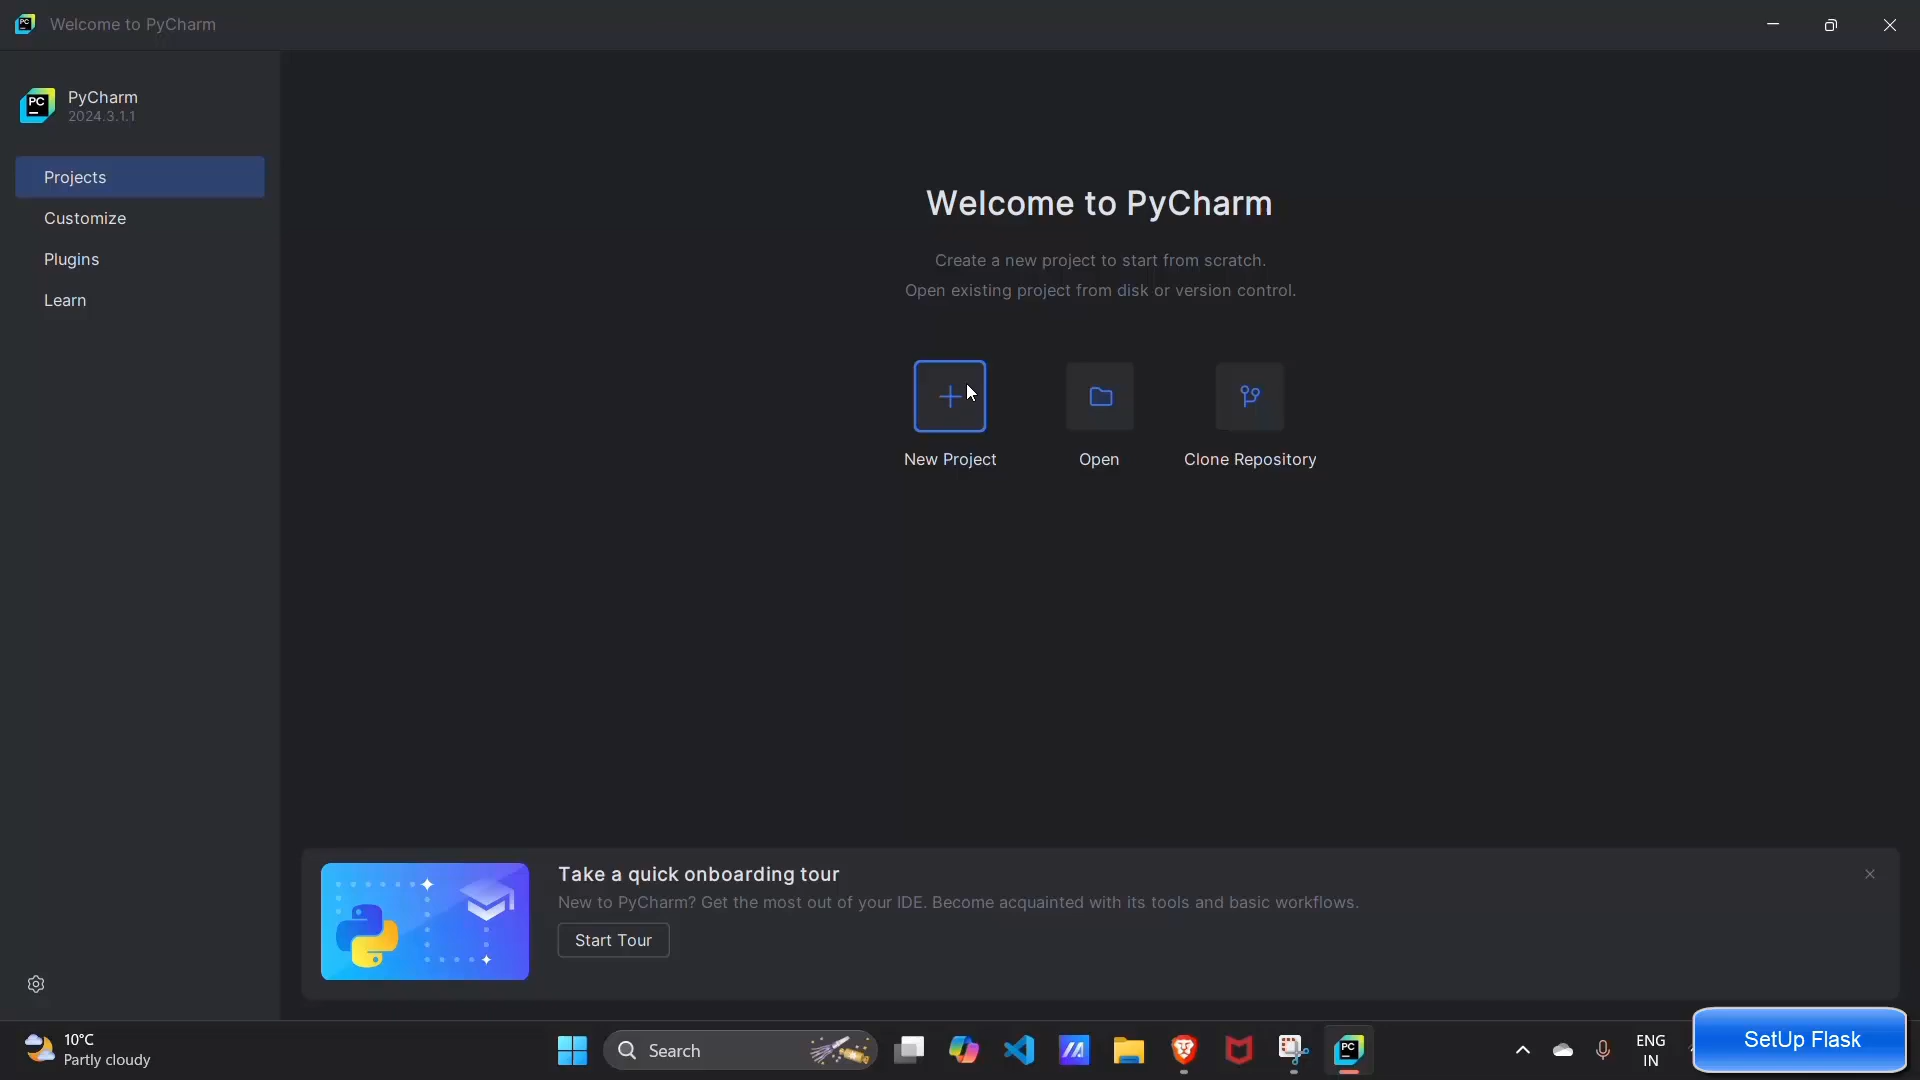 Welcome to PyCharm
PyCharm
2024.3.1.1
Projects
Customize
Plugins
Learn
Welcome to PyCharm
Create a new project to start from scratch.
Open existing project from disk or version control.
New Project
Open
Clone Repository
Take a quick onboarding tour
New to PyCharm? Get the most out of your IDE. Become acquainted with its tools and basic workflows.
Start Tour
10°C
Partly cloudy
Search
ENG
IN
SetUp Flask